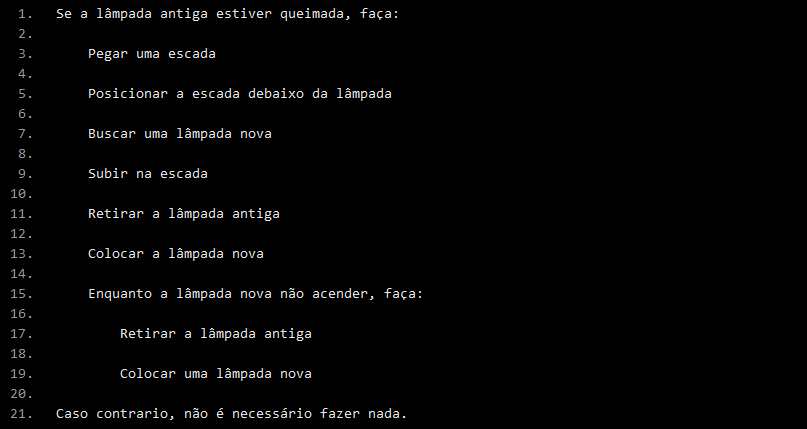 1. Se a lâmpada antiga estiver queimada, faça:
2.
3. Pegar uma escada
4.
5. Posicionar a escada debaixo da lâmpada
6.
7. Buscar uma lâmpada nova
8.
9. Subir na escada
10.
11. Retirar a lâmpada antiga
12.
13. Colocar a lâmpada nova
14.
15. Enquanto a lâmpada nova não acender, faça:
16.
17. Retirar a lâmpada antiga
18.
19. Colocar uma lâmpada nova
20.
21. Caso contrario, não é necessário fazer nada.